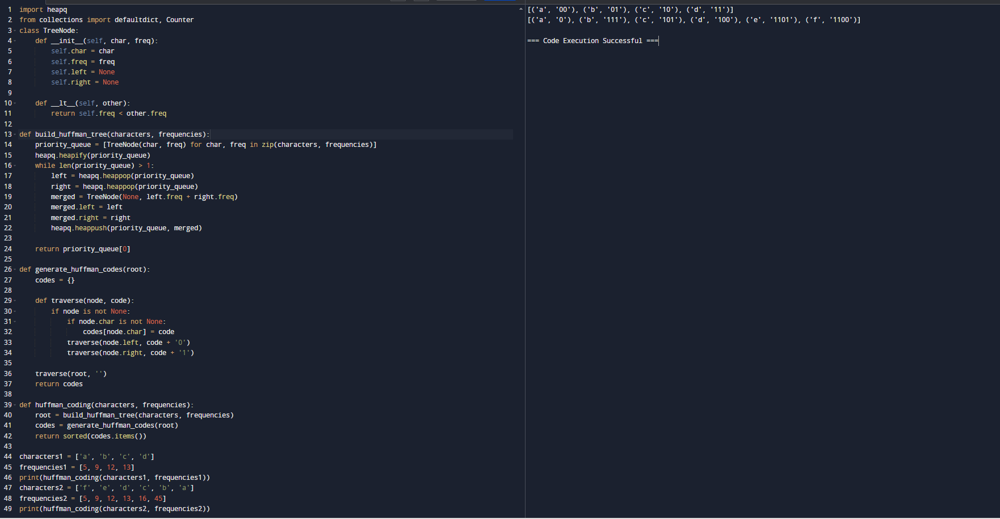 1 import heapq
2 from collections import defaultdict, Counter
3 class TreeNode:
4     def __init__(self, char, freq):
5         self.char = char
6         self.freq = freq
7         self.left = None
8         self.right = None
9
10     def __lt__(self, other):
11         return self.freq < other.freq
12
13 def build_huffman_tree(characters, frequencies):
14     priority_queue = [TreeNode(char, freq) for char, freq in zip(characters, frequencies)]
15     heapq.heapify(priority_queue)
16     while len(priority_queue) > 1:
17         left = heapq.heappop(priority_queue)
18         right = heapq.heappop(priority_queue)
19         merged = TreeNode(None, left.freq + right.freq)
20         merged.left = left
21         merged.right = right
22         heapq.heappush(priority_queue, merged)
23
24     return priority_queue[0]
25
26 def generate_huffman_codes(root):
27     codes = {}
28
29     def traverse(node, code):
30         if node is not None:
31             if node.char is not None:
32                 codes[node.char] = code
33             traverse(node.left, code + '0')
34             traverse(node.right, code + '1')
35
36     traverse(root, '')
37     return codes
38
39 def huffman_coding(characters, frequencies):
40     root = build_huffman_tree(characters, frequencies)
41     codes = generate_huffman_codes(root)
42     return sorted(codes.items())
43
44 characters1 = ['a', 'b', 'c', 'd']
45 frequencies1 = [5, 9, 12, 13]
46 print(huffman_coding(characters1, frequencies1))
47 characters2 = ['f', 'e', 'd', 'c', 'b', 'a']
48 frequencies2 = [5, 9, 12, 13, 16, 45]
49 print(huffman_coding(characters2, frequencies2))
[('a', '00'), ('b', '01'), ('c', '10'), ('d', '11')]
[('a', '0'), ('b', '111'), ('c', '101'), ('d', '100'), ('e', '1101'), ('f', '1100')]
=== Code Execution Successful ===